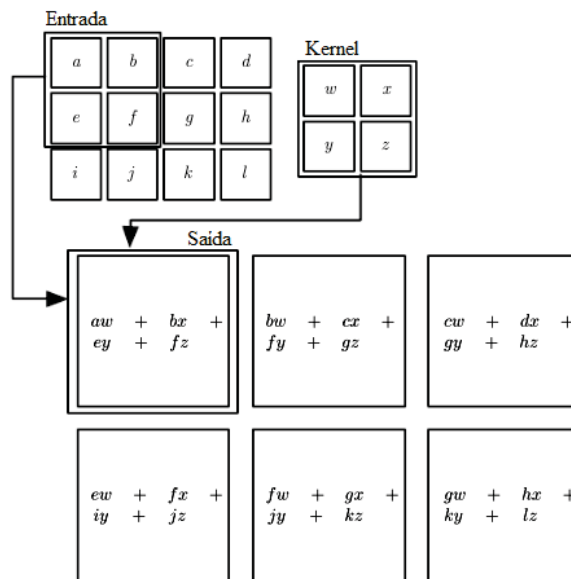 Entrada
a b c d
e f g h
i j k l
Kernel
w x
y z
Saída
aw + bx +
ey + fz
bw + cx +
fy + gz
cw + dx +
gy + hz
ew + fx +
iy + jz
fw + gx +
jy + kz
gw + hx +
ky + lz